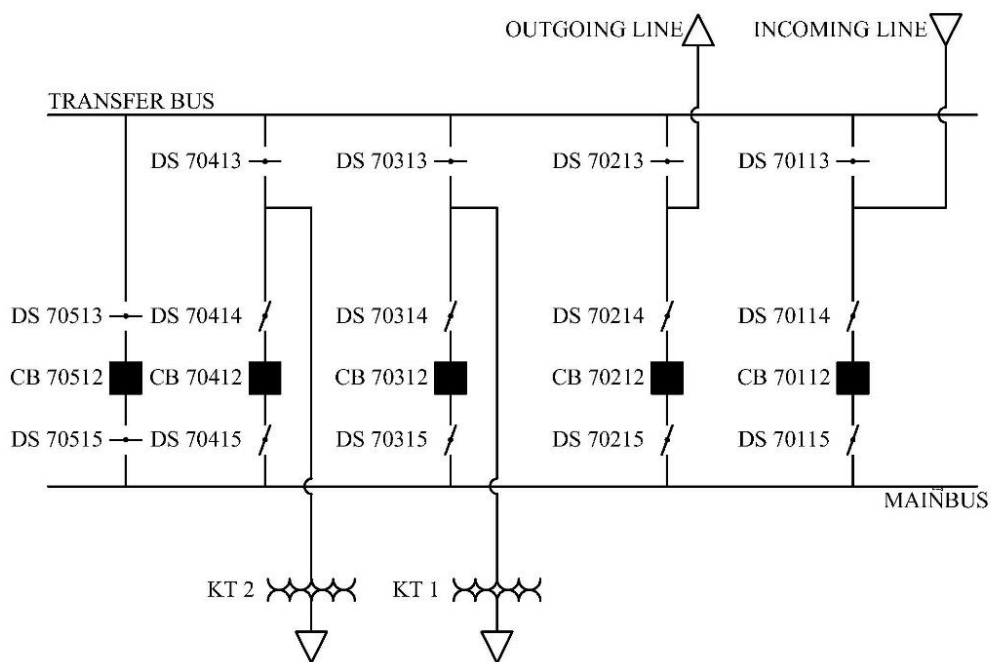 OUTGOING LINE
INCOMING LINE
TRANSFER BUS
DS 70413
DS 70313
DS 70213
DS 70113
DS 70513
DS 70414
DS 70314
DS 70214
DS 70114
CB 70512
CB 70412
CB 70312
CB 70212
CB 70112
DS 70515
DS 70415
DS 70315
DS 70215
DS 70115
MAINBUS
KT 2
KT 1